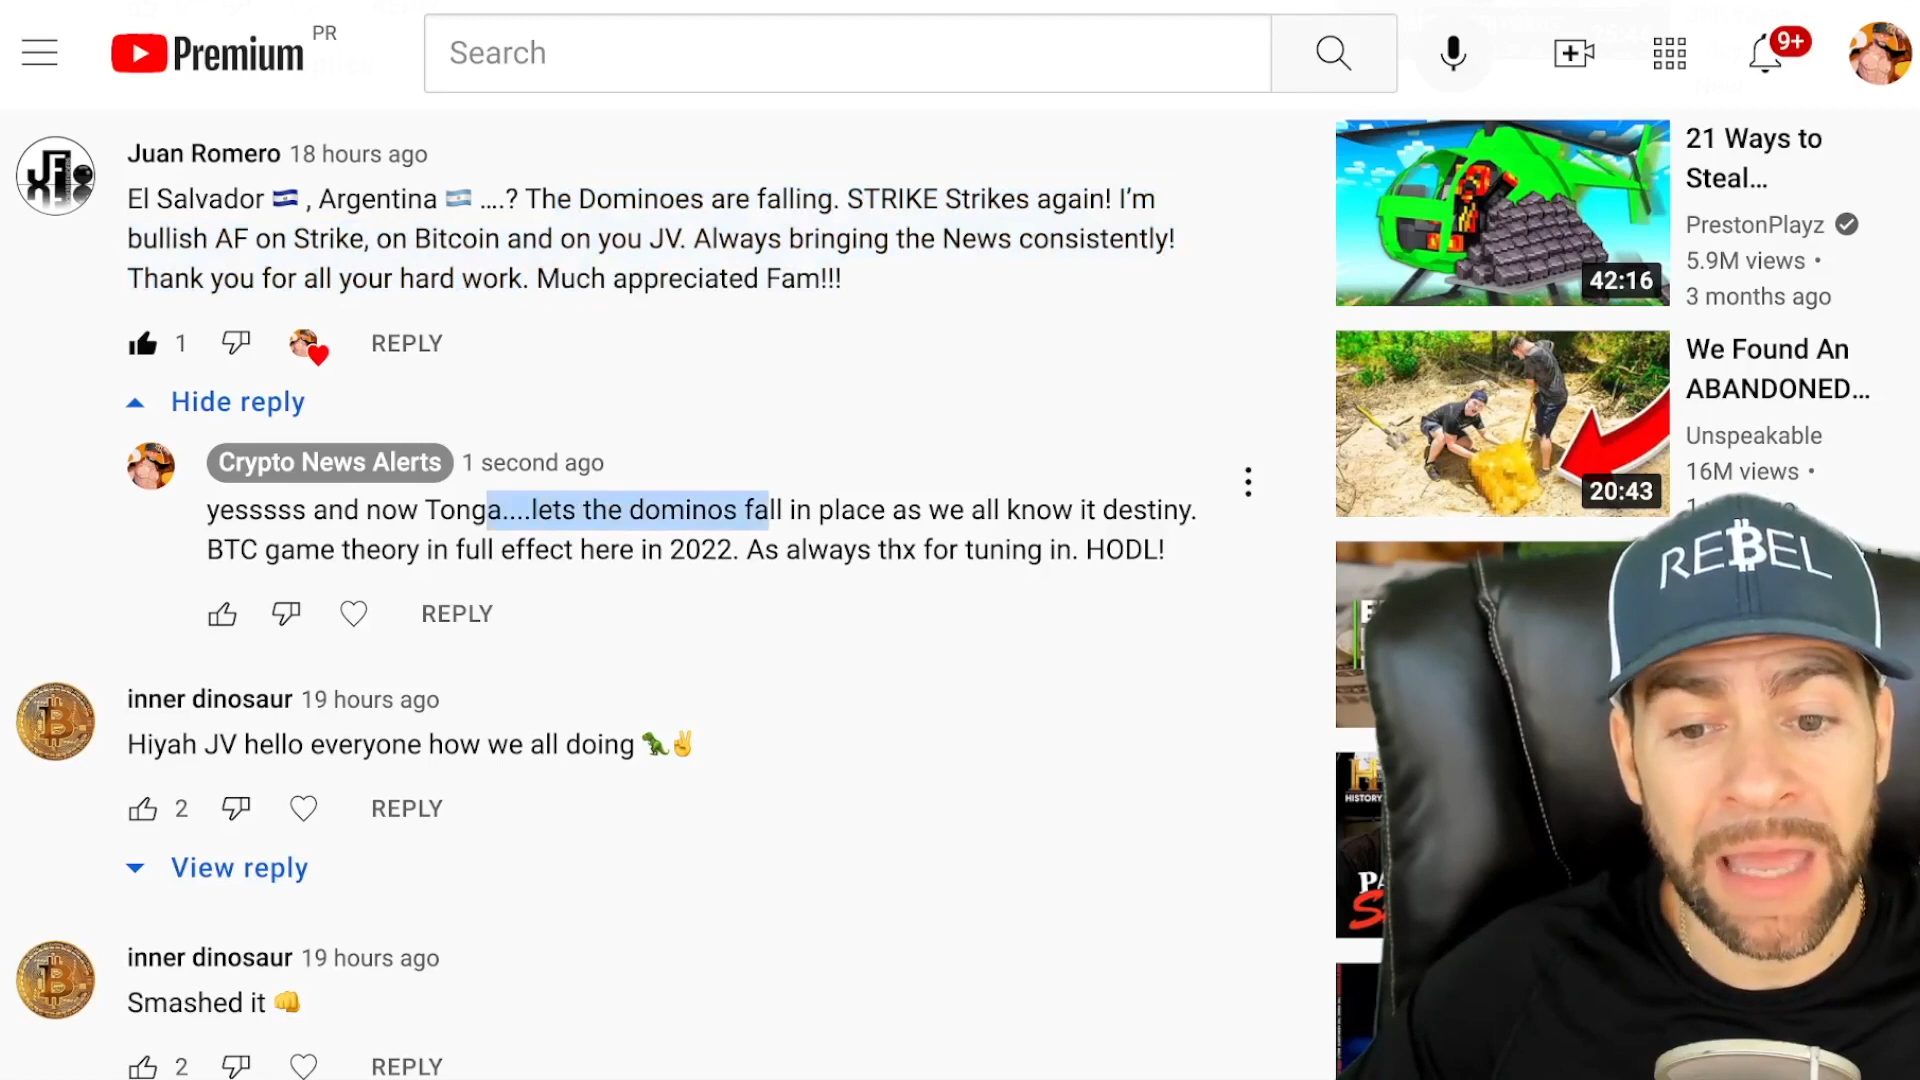 Premium PR
Search
9+
Juan Romero 18 hours ago
El Salvador 🇸🇻 , Argentina 🇦🇷 ....? The Dominoes are falling. STRIKE Strikes again! I’m
bullish AF on Strike, on Bitcoin and on you JV. Always bringing the News consistently!
Thank you for all your hard work. Much appreciated Fam!!!
1 REPLY
Hide reply
Crypto News Alerts 1 second ago
yesssss and now Tonga....lets the dominos fall in place as we all know it destiny.
BTC game theory in full effect here in 2022. As always thx for tuning in. HODL!
REPLY
inner dinosaur 19 hours ago
Hiyah JV hello everyone how we all doing 🦖✌
2 REPLY
View reply
inner dinosaur 19 hours ago
Smashed it 👊
2 REPLY
42:16
21 Ways to
Steal...
PrestonPlayz
5.9M views •
3 months ago
20:43
We Found An
ABANDONED...
Unspeakable
16M views •
HISTORY
REBEL